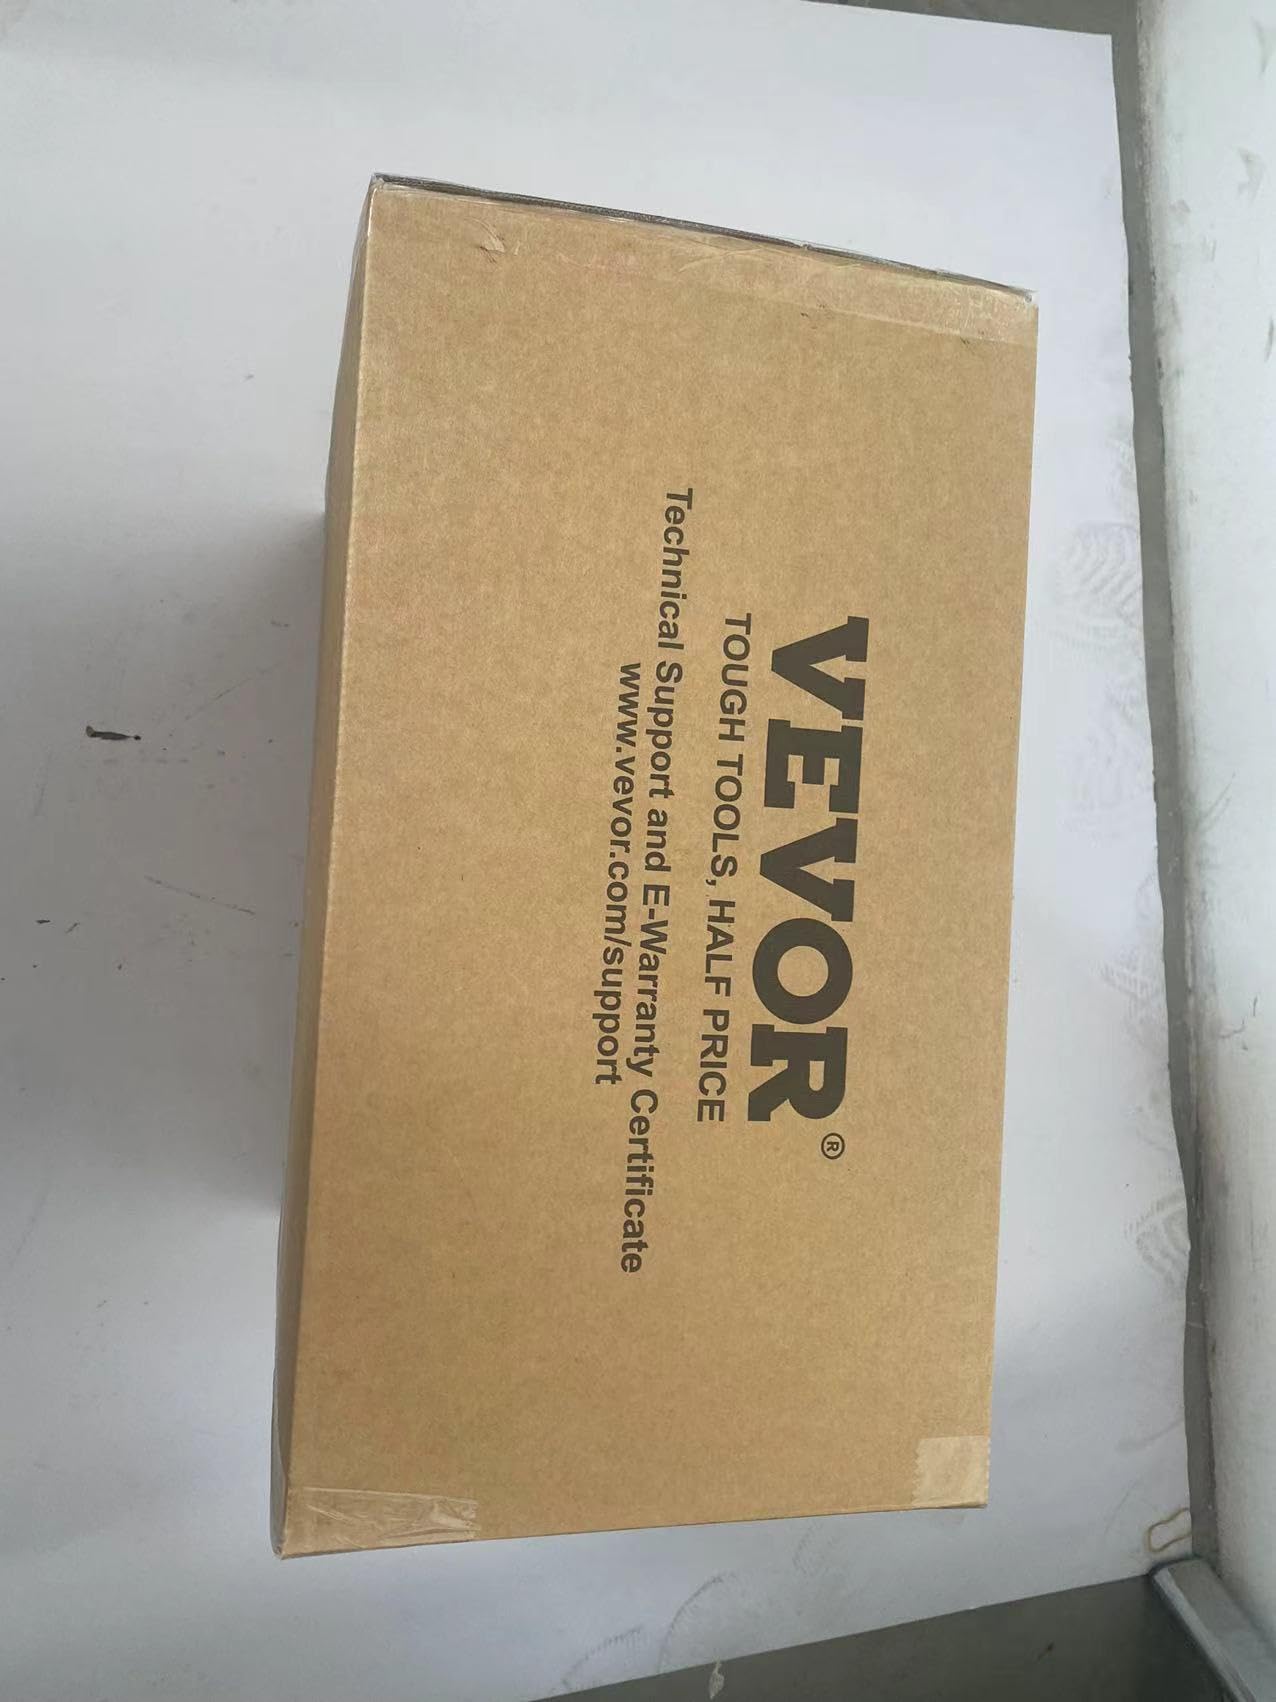 VEVOR®
TOUGH TOOLS, HALF PRICE
Technical Support and E-Warranty Certificate
www.vevor.com/support